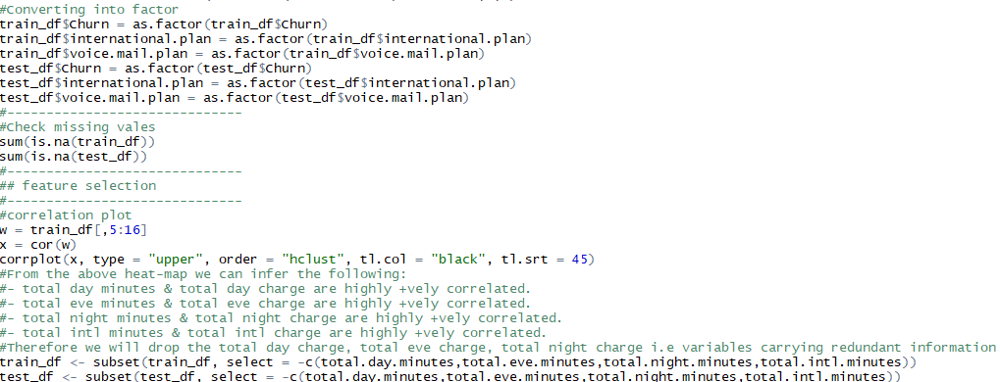 #Converting into factor
train_df$Churn = as.factor(train_df$Churn)
train_df$international.plan = as.factor(train_df$international.plan)
train_df$voice.mail.plan = as.factor(train_df$voice.mail.plan)
test_df$Churn = as.factor(test_df$Churn)
test_df$international.plan = as.factor(test_df$international.plan)
test_df$voice.mail.plan = as.factor(test_df$voice.mail.plan)
#------------------------------
#Check missing vales
sum(is.na(train_df))
sum(is.na(test_df))
#------------------------------
## feature selection
#------------------------------
#correlation plot
w = train_df[,5:16]
x = cor(w)
corrplot(x, type = "upper", order = "hclust", tl.col = "black", tl.srt = 45)
#From the above heat-map we can infer the following:
#- total day minutes & total day charge are highly +vely correlated.
#- total eve minutes & total eve charge are highly +vely correlated.
#- total night minutes & total night charge are highly +vely correlated.
#- total intl minutes & total intl charge are highly +vely correlated.
#Therefore we will drop the total day charge, total eve charge, total night charge i.e variables carrying redundant information
train_df <- subset(train_df, select = -c(total.day.minutes,total.eve.minutes,total.night.minutes,total.intl.minutes))
test_df <- subset(test_df, select = -c(total.day.minutes,total.eve.minutes,total.night.minutes,total.intl.minutes))